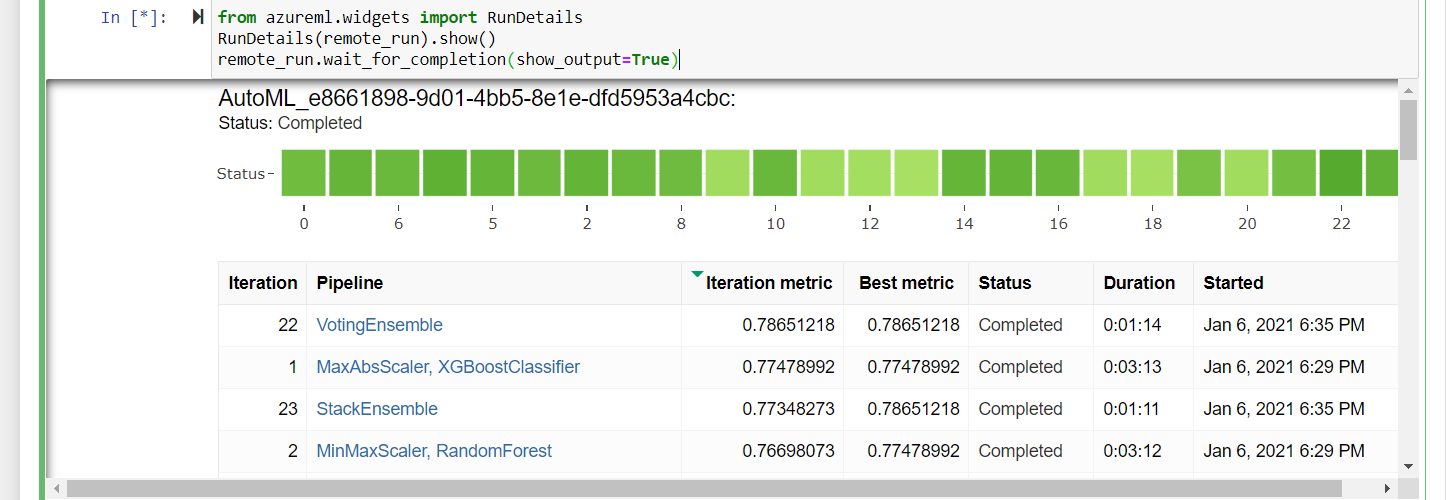 In [*]:
from azureml.widgets import RunDetails
RunDetails(remote_run).show()
remote_run.wait_for_completion(show_output=True)
AutoML_e8661898-9d01-4bb5-8e1e-dfd5953a4cbc:
Status: Completed
Status
0 6 5 2 8 10 12 14 16 18 20 22
Iteration Pipeline Iteration metric Best metric Status Duration Started
22 VotingEnsemble 0.78651218 0.78651218 Completed 0:01:14 Jan 6, 2021 6:35 PM
1 MaxAbsScaler, XGBoostClassifier 0.77478992 0.77478992 Completed 0:03:13 Jan 6, 2021 6:29 PM
23 StackEnsemble 0.77348273 0.78651218 Completed 0:01:11 Jan 6, 2021 6:35 PM
2 MinMaxScaler, RandomForest 0.76698073 0.77478992 Completed 0:03:12 Jan 6, 2021 6:29 PM